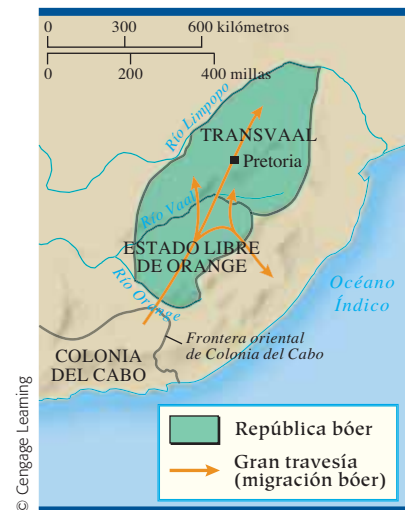 0 300 600 kilómetros
0 200 400 millas
Río Limpopo
TRANSVAAL
Pretoria
Río Vaal
ESTADO LIBRE
DE ORANGE
Río Orange
Océano
Índico
Frontera oriental
de Colonia del Cabo
COLONIA
DEL CABO
República bóer
Gran travesía
(migración bóer)
© Cengage Learning